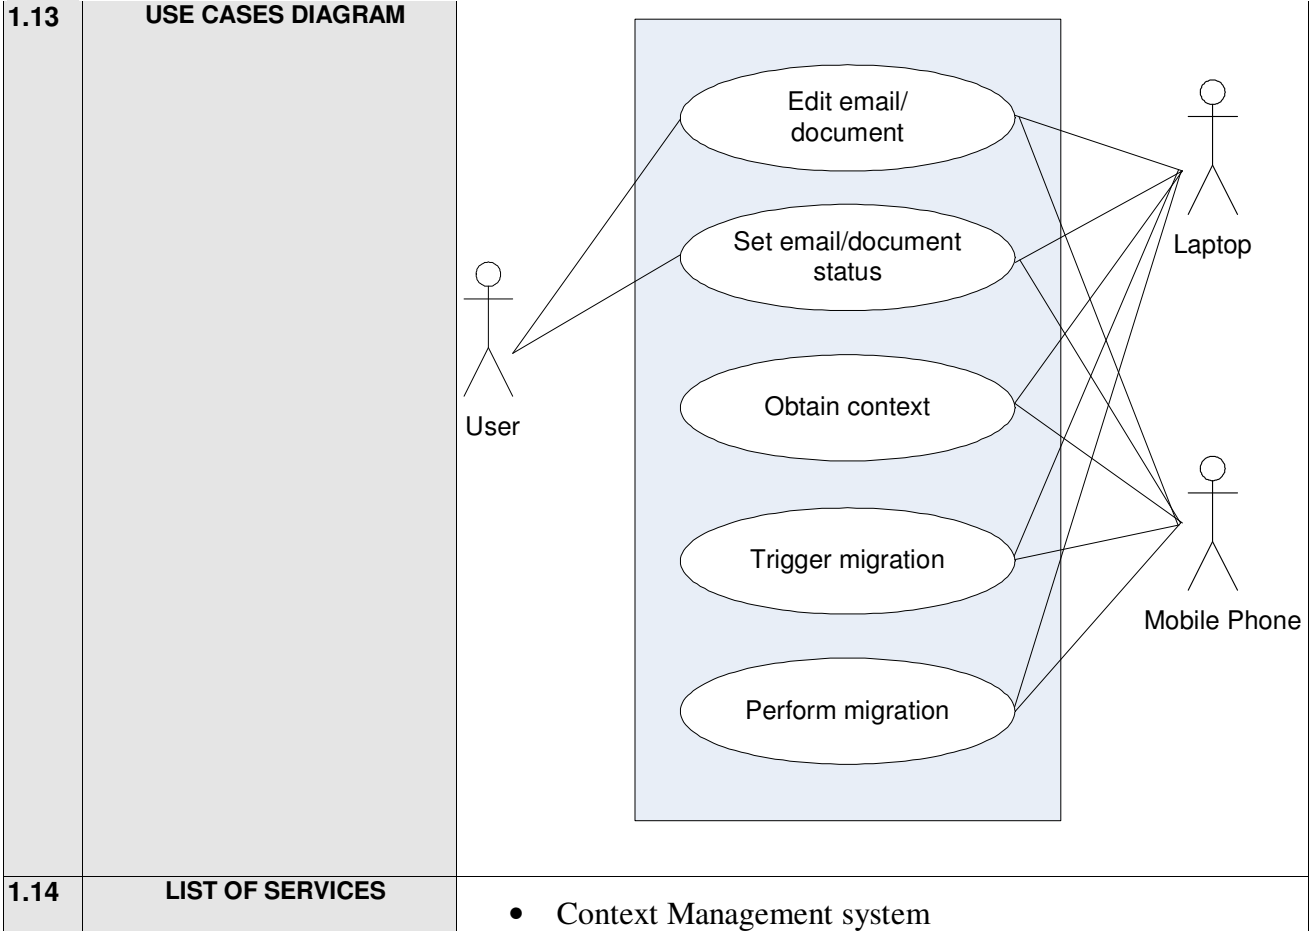 1.13 USE CASES DIAGRAM
Edit email/
document
Laptop
Set email/document
status
User
Obtain context
Trigger migration
Mobile Phone
Perform migration
1.14 LIST OF SERVICES
• Context Management system